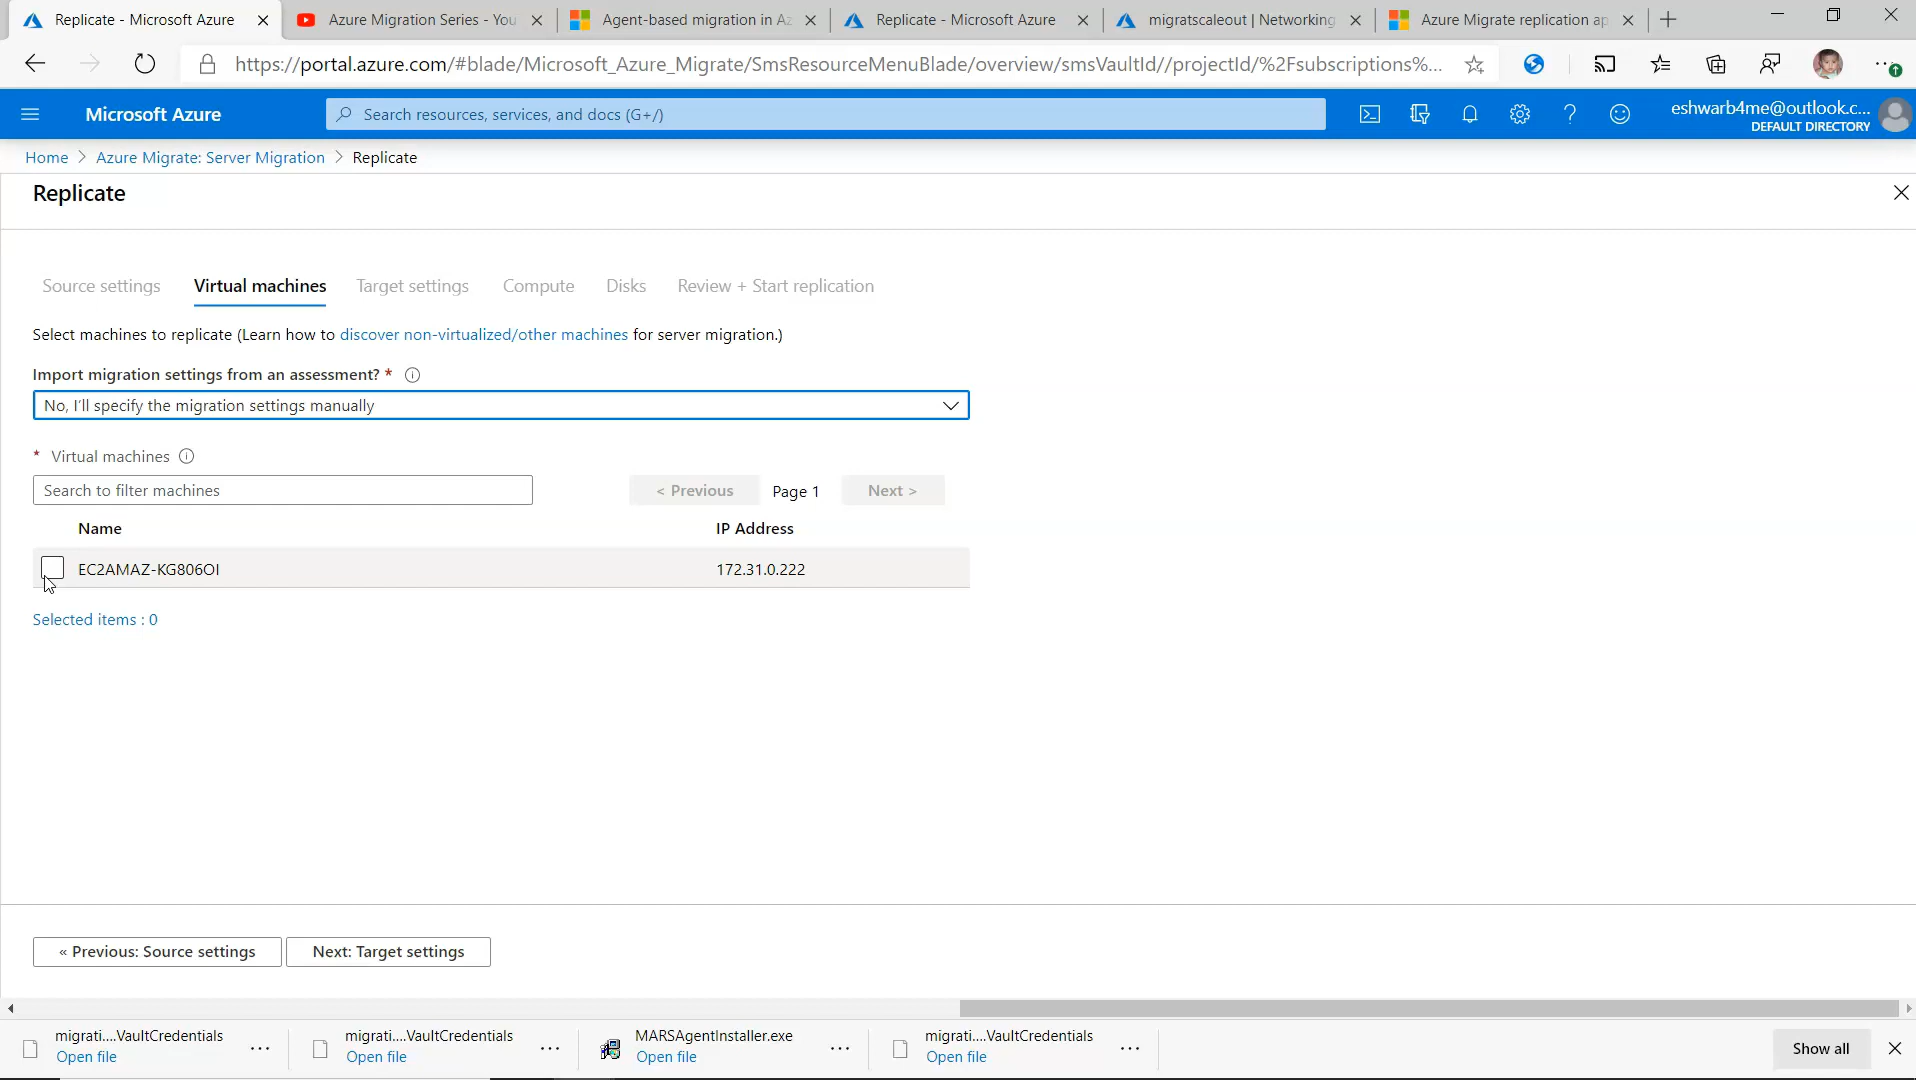 Replicate - Microsoft Azure
Azure Migration Series - You
Agent-based migration in Az
Replicate - Microsoft Azure
migratscaleout | Networking
Azure Migrate replication ap
https://portal.azure.com/#blade/Microsoft_Azure_Migrate/SmsResourceMenuBlade/overview/smsVaultId//projectId/%2Fsubscriptions%...
Microsoft Azure
Search resources, services, and docs (G+/)
eshwarb4me@outlook.c...
DEFAULT DIRECTORY
Home > Azure Migrate: Server Migration > Replicate
Replicate
Source settings
Virtual machines
Target settings
Compute
Disks
Review + Start replication
Select machines to replicate (Learn how to discover non-virtualized/other machines for server migration.)
Import migration settings from an assessment? *
No, I'll specify the migration settings manually
* Virtual machines
Search to filter machines
< Previous
Page 1
Next >
Name
IP Address
EC2AMAZ-KG806OI
172.31.0.222
Selected items : 0
« Previous: Source settings
Next: Target settings
migrati....VaultCredentials
Open file
migrati....VaultCredentials
Open file
MARSAgentInstaller.exe
Open file
migrati....VaultCredentials
Open file
Show all